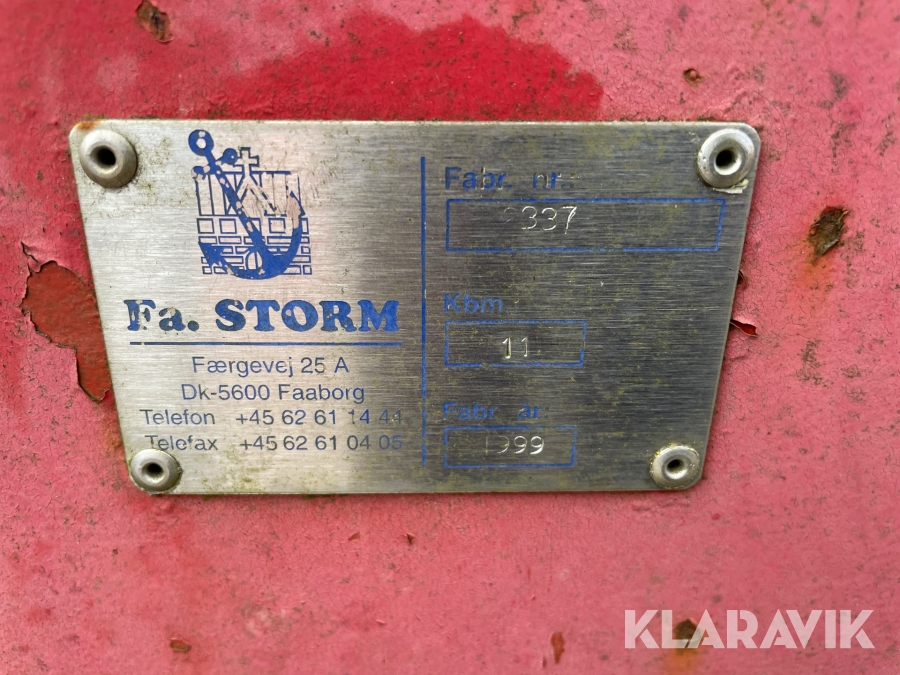 Fa. STORM
Færgevej 25 A
Dk-5600 Faaborg
Telefon +45 62 61 14 44
Telefax +45 62 61 04 05
Fabr. nr.:
Kbm
11
Fabr. år:
1999
KLARAVIK